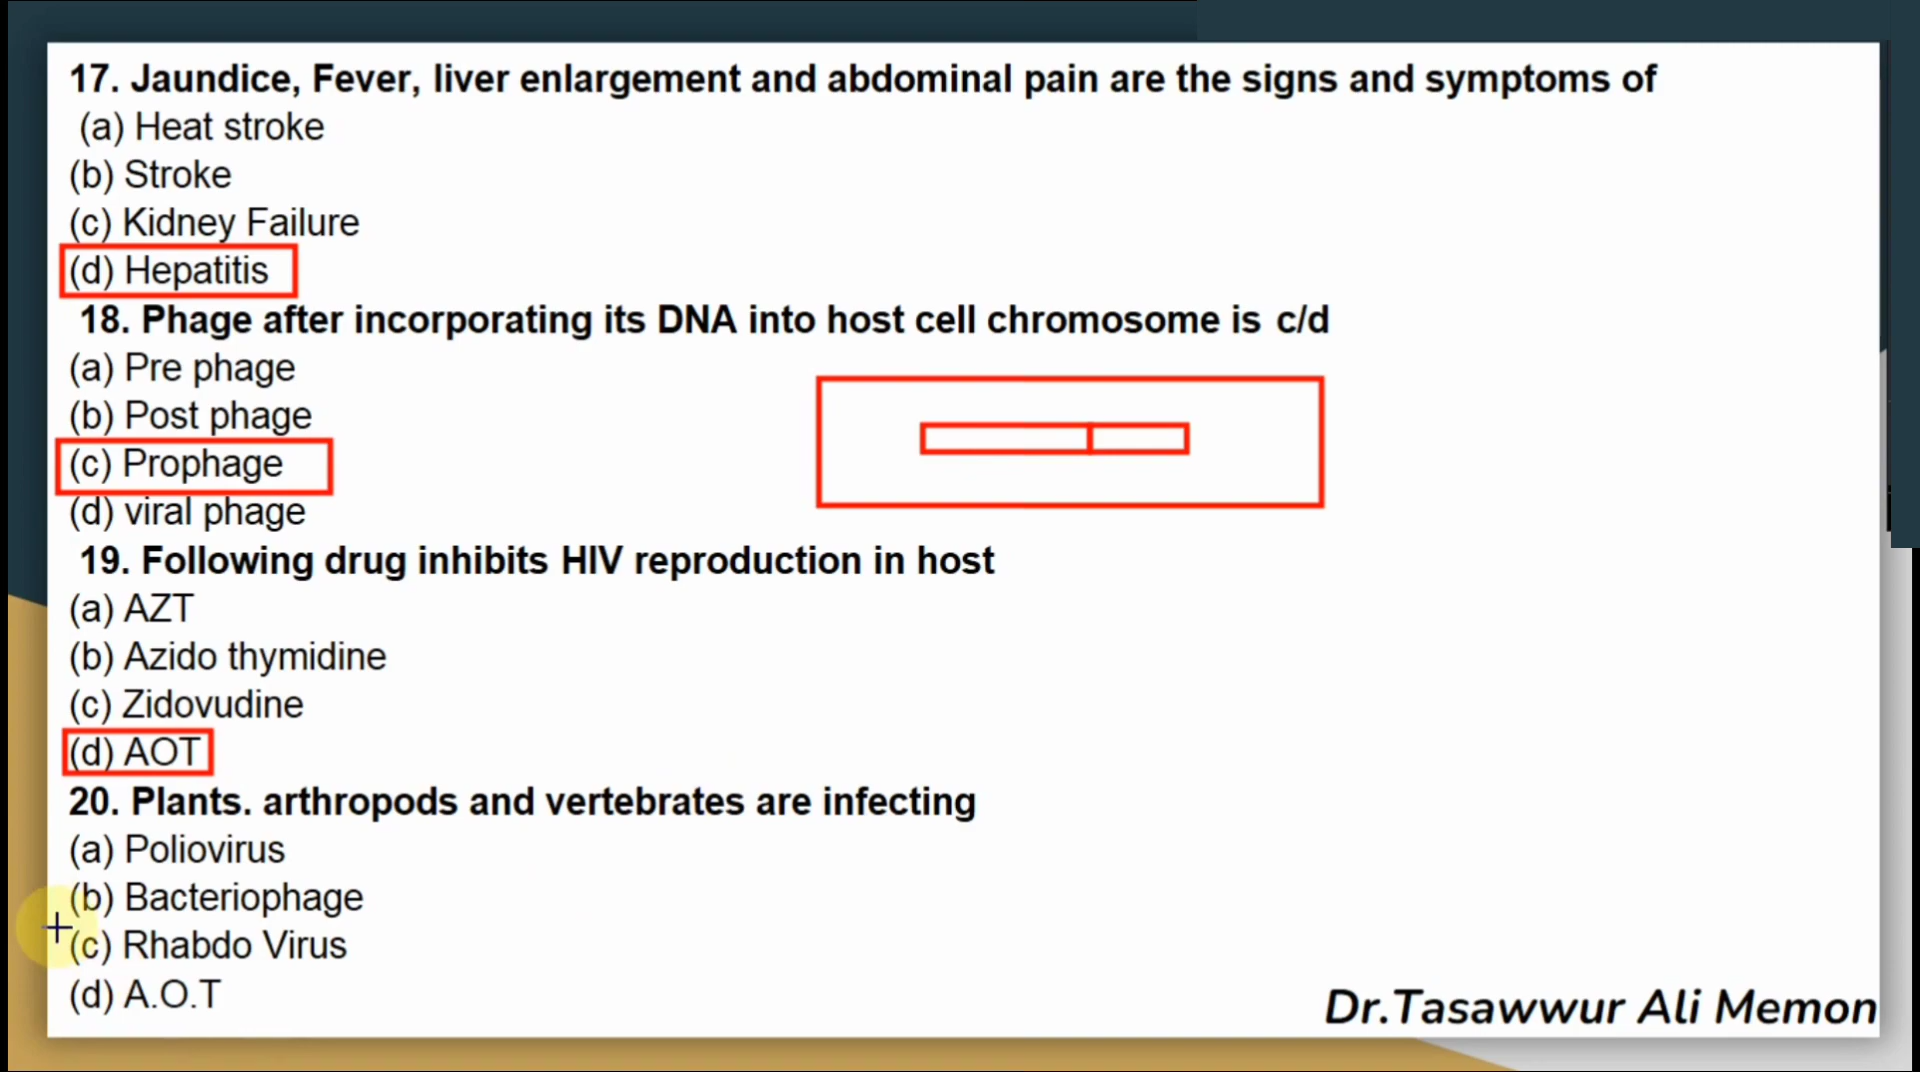 17. Jaundice, Fever, liver enlargement and abdominal pain are the signs and symptoms of
(a) Heat stroke
(b) Stroke
(c) Kidney Failure
(d) Hepatitis
18. Phage after incorporating its DNA into host cell chromosome is c/d
(a) Pre phage
(b) Post phage
(c) Prophage
(d) viral phage
19. Following drug inhibits HIV reproduction in host
(a) AZT
(b) Azido thymidine
(c) Zidovudine
(d) AOT
20. Plants. arthropods and vertebrates are infecting
(a) Poliovirus
(b) Bacteriophage
(c) Rhabdo Virus
(d) A.O.T
Dr.Tasawwur Ali Memon